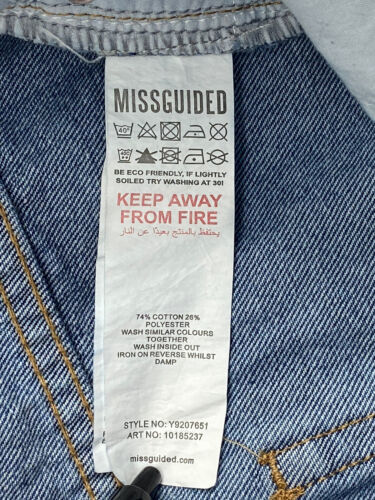 MISSGUIDED
40°
BE ECO FRIENDLY, IF LIGHTLY
SOILED TRY WASHING AT 30!
KEEP AWAY
FROM FIRE
يحتفظ بالمنتج بعيدًا عن النار
74% COTTON 26%
POLYESTER
WASH SIMILAR COLOURS
TOGETHER
WASH INSIDE OUT
IRON ON REVERSE WHILST
DAMP
STYLE NO: Y9207651
ART NO: 10185237
missguided.com